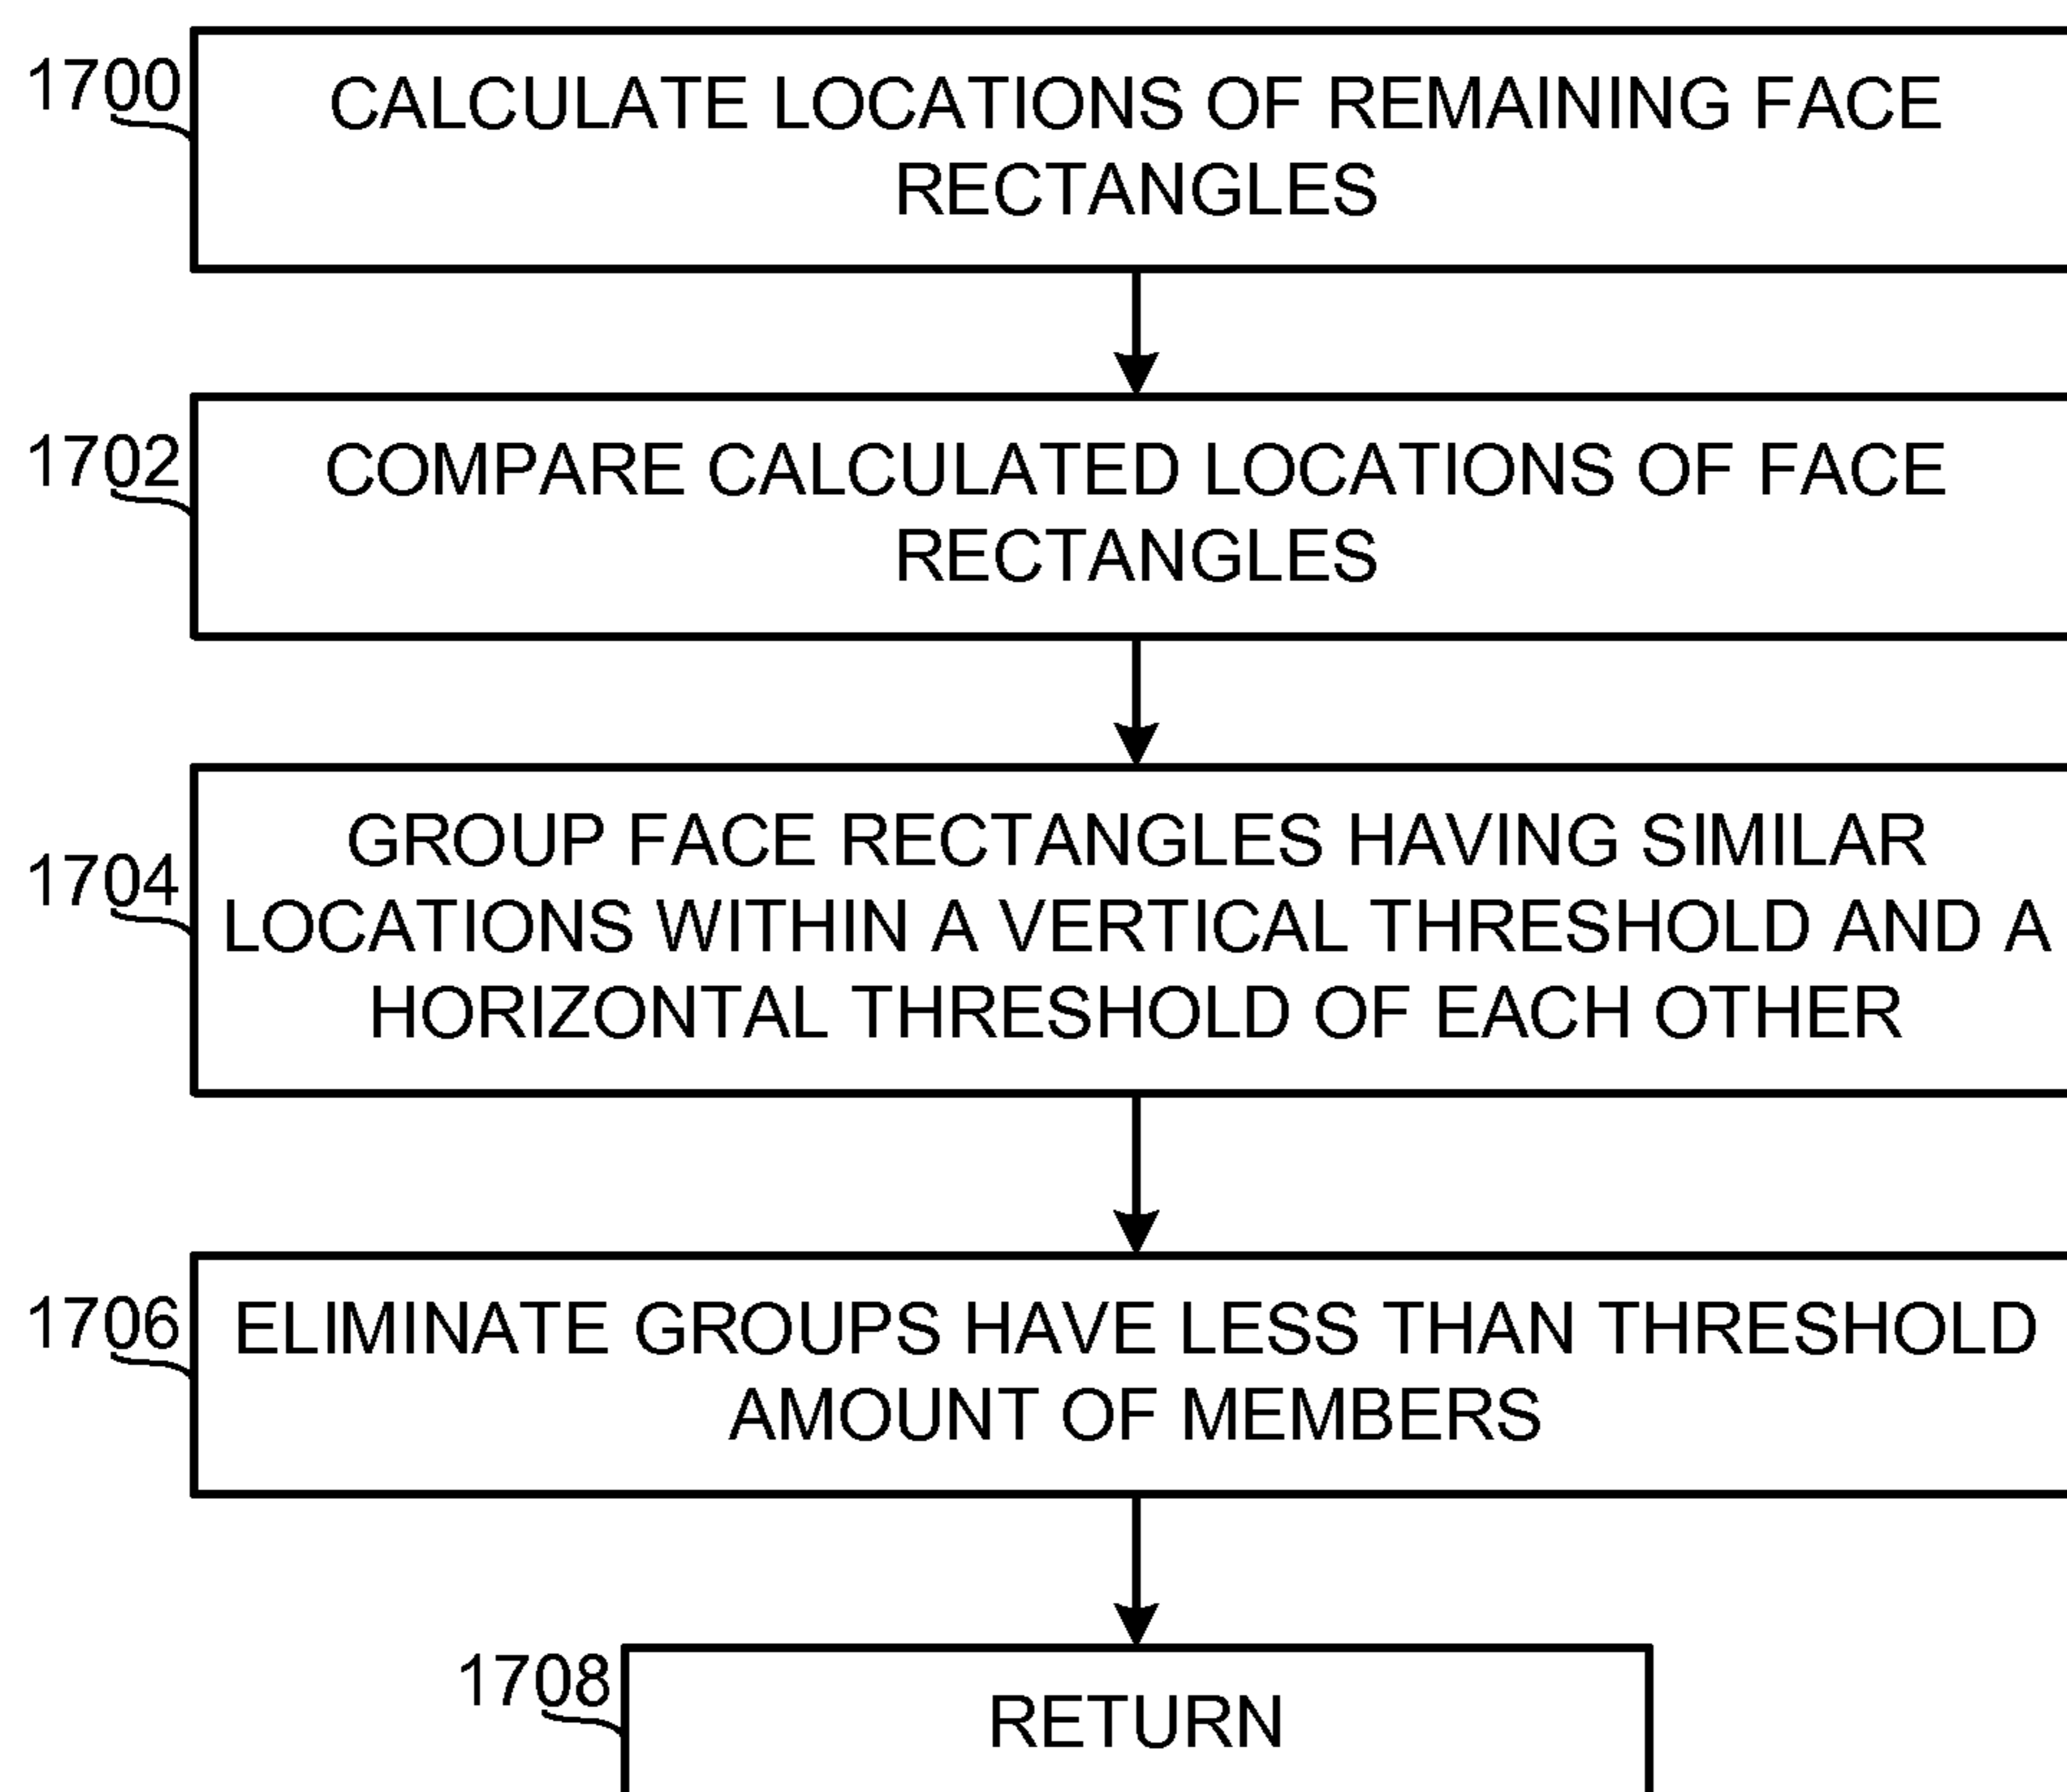 1700
CALCULATE LOCATIONS OF REMAINING FACE
RECTANGLES
1702
COMPARE CALCULATED LOCATIONS OF FACE
RECTANGLES
1704
GROUP FACE RECTANGLES HAVING SIMILAR
LOCATIONS WITHIN A VERTICAL THRESHOLD AND A
HORIZONTAL THRESHOLD OF EACH OTHER
1706
ELIMINATE GROUPS HAVE LESS THAN THRESHOLD
AMOUNT OF MEMBERS
1708
RETURN